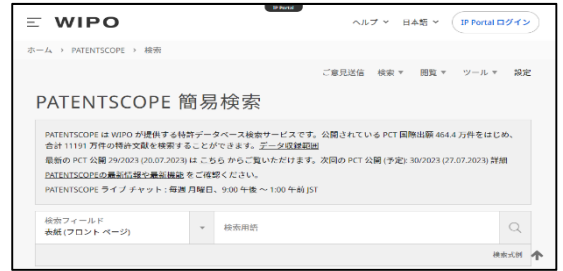 IP Portal
WIPO
ヘルプ 日本語 IP Portal ログイン
ホーム › PATENTSCOPE › 検索
ご意見送信 検索 閲覧 ツール 設定
PATENTSCOPE 簡易検索
PATENTSCOPE は WIPO が提供する特許データベース検索サービスです。公開されている PCT 国際出願 464.4 万件をはじめ、
合計 11191 万件の特許文献を検索することができます。データ収録範囲
最新の PCT 公開 29/2023 (20.07.2023) は こちら からご覧いただけます。次回の PCT 公開 (予定): 30/2023 (27.07.2023) 詳細
PATENTSCOPEの最新情報や最新機能 をご確認ください。
PATENTSCOPE ライブ チャット : 毎週 月曜日、9:00 午後 ～ 1:00 午前 JST
検索フィールド
表紙 (フロント ページ) 検索用語
検索式例